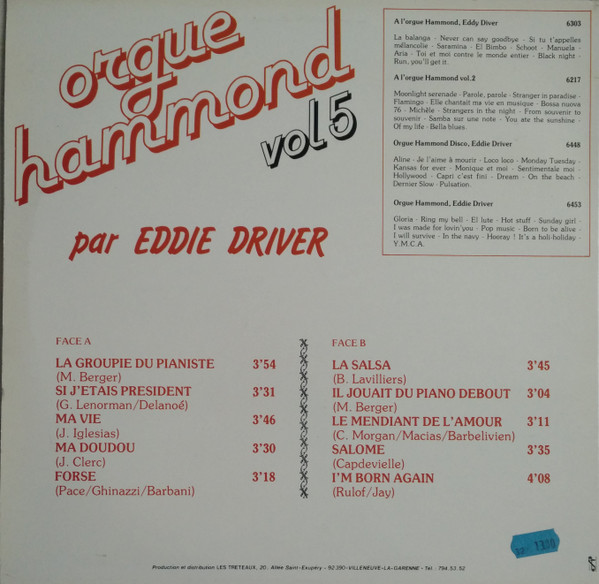 orgue
hammond
vol 5
par EDDIE DRIVER
A l'orgue Hammond, Eddy Diver 6303
La balanga - Never can say goodbye - Si tu t'appelles
mélancolie - Saramina - El Bimbo - Schoot - Manuela -
Aria - Toi et moi contre le monde entier - Black night -
Run, you'll get it.
A l'orgue Hammond vol.2 6217
Moonlight serenade - Parole, parole - Stranger in paradise -
Flamingo - Elle chantait ma vie en musique - Bossa nuova
76 - Michèle - Strangers in the night - From souvenir to
souvenir - Samba sur une note - You ate the sunshine -
Of my life - Bella blues.
Orgue Hammond Disco, Eddie Driver 6448
Aline - Je l'aime à mourir - Loco loco - Monday Tuesday -
Kansas for ever - Monique et moi - Sentimentale moi -
Hollywood - Capri c'est fini - Dream - On the beach -
Dernier Slow - Pulsation.
Orgue Hammond, Eddie Driver 6453
Gloria - Ring my bell - El lute - Hot stuff - Sunday girl -
I was made for lovin'you - Pop music - Born to be alive -
I will survive - In the navy - Hooray ! It's a holi-holiday -
Y.M.C.A.
FACE A
LA GROUPIE DU PIANISTE 3'54
(M. Berger)
SI J'ETAIS PRESIDENT 3'31
(G. Lenorman/Delanoé)
MA VIE 3'46
(J. Iglesias)
MA DOUDOU 3'30
(J. Clerc)
FORSE 3'18
(Pace/Ghinazzi/Barbani)
FACE B
LA SALSA 3'45
(B. Lavilliers)
IL JOUAIT DU PIANO DEBOUT 3'04
(M. Berger)
LE MENDIANT DE L'AMOUR 3'11
(C. Morgan/Macias/Barbelivien)
SALOME 3'35
(Capdevielle)
I'M BORN AGAIN 4'08
(Rulof/Jay)
Production et distribution LES TRETEAUX, 20, Allée Saint-Exupéry - 92390-VILLENEUVE-LA-GARENNE - Tél.: 794.53.52